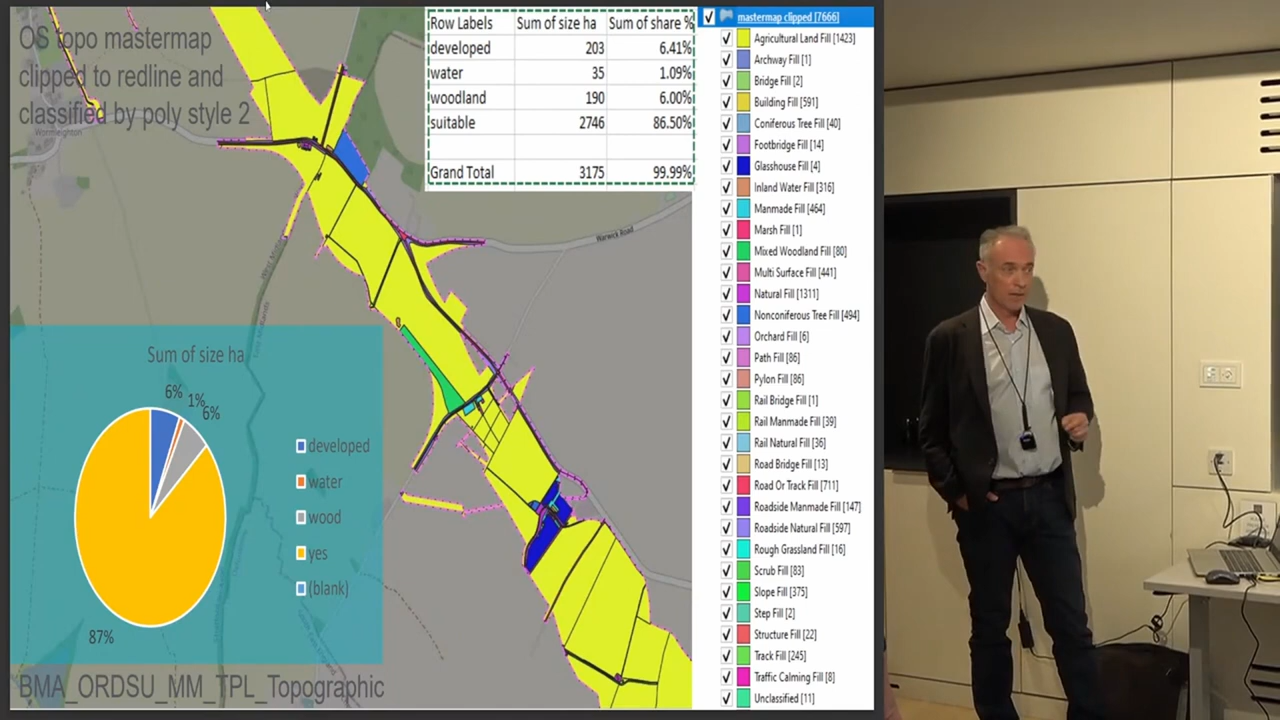 OS topo mastermap
clipped to redline and
classified by poly style 2
Row Labels Sum of size ha Sum of share %
developed 203 6.41%
water 35 1.09%
woodland 190 6.00%
suitable 2746 86.50%
Grand Total 3175 99.99%
Warwick Road
Sum of size ha
6%
1%
6%
87%
developed
water
wood
yes
(blank)
mastermap clipped [7666]
Agricultural Land Fill [1423]
Archway Fill [1]
Bridge Fill [2]
Building Fill [591]
Coniferous Tree Fill [40]
Footbridge Fill [14]
Glasshouse Fill [4]
Inland Water Fill [316]
Manmade Fill [464]
Marsh Fill [1]
Mixed Woodland Fill [80]
Multi Surface Fill [441]
Natural Fill [1311]
Nonconiferous Tree Fill [494]
Orchard Fill [6]
Path Fill [86]
Pylon Fill [86]
Rail Bridge Fill [1]
Rail Manmade Fill [39]
Rail Natural Fill [36]
Road Bridge Fill [13]
Road Or Track Fill [711]
Roadside Manmade Fill [147]
Roadside Natural Fill [597]
Rough Grassland Fill [16]
Scrub Fill [83]
Slope Fill [375]
Step Fill [2]
Structure Fill [22]
Track Fill [245]
Traffic Calming Fill [8]
Unclassified [11]
RDSU_MM_TPL_Topographic